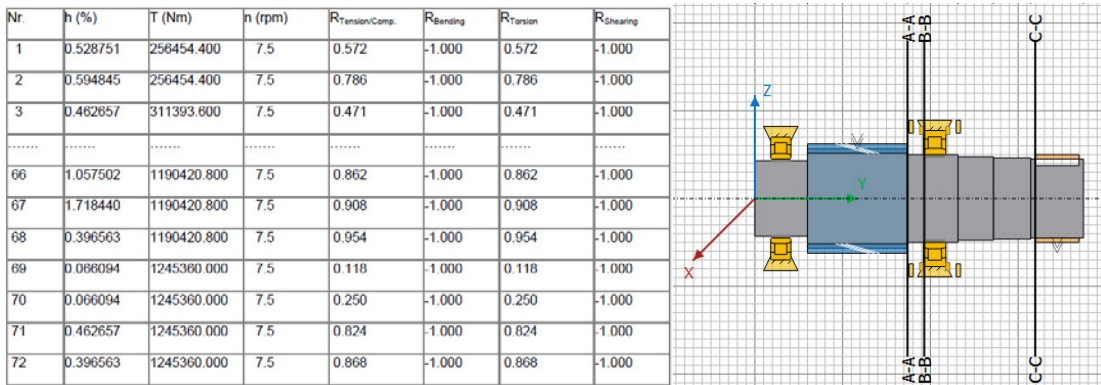 Nr. h (%) T (Nm) n (rpm) RTension/Comp. RBending RTorsion RShearing
1 0.528751 256454.400 7.5 0.572 -1.000 0.572 -1.000
2 0.594845 256454.400 7.5 0.786 -1.000 0.786 -1.000
3 0.462657 311393.600 7.5 0.471 -1.000 0.471 -1.000
....... ....... ...... ...... ....... ...... .......
66 1.057502 1190420.800 7.5 0.862 -1.000 0.862 -1.000
67 1.718440 1190420.800 7.5 0.908 -1.000 0.908 -1.000
68 0.396563 1190420.800 7.5 0.954 -1.000 0.954 -1.000
69 0.066094 1245360.000 7.5 0.118 -1.000 0.118 -1.000
70 0.066094 1245360.000 7.5 0.250 -1.000 0.250 -1.000
71 0.462657 1245360.000 7.5 0.824 -1.000 0.824 -1.000
72 0.396563 1245360.000 7.5 0.868 -1.000 0.868 -1.000
A-A
B-B
C-C
Z
Y
X
A-A
B-B
C-C